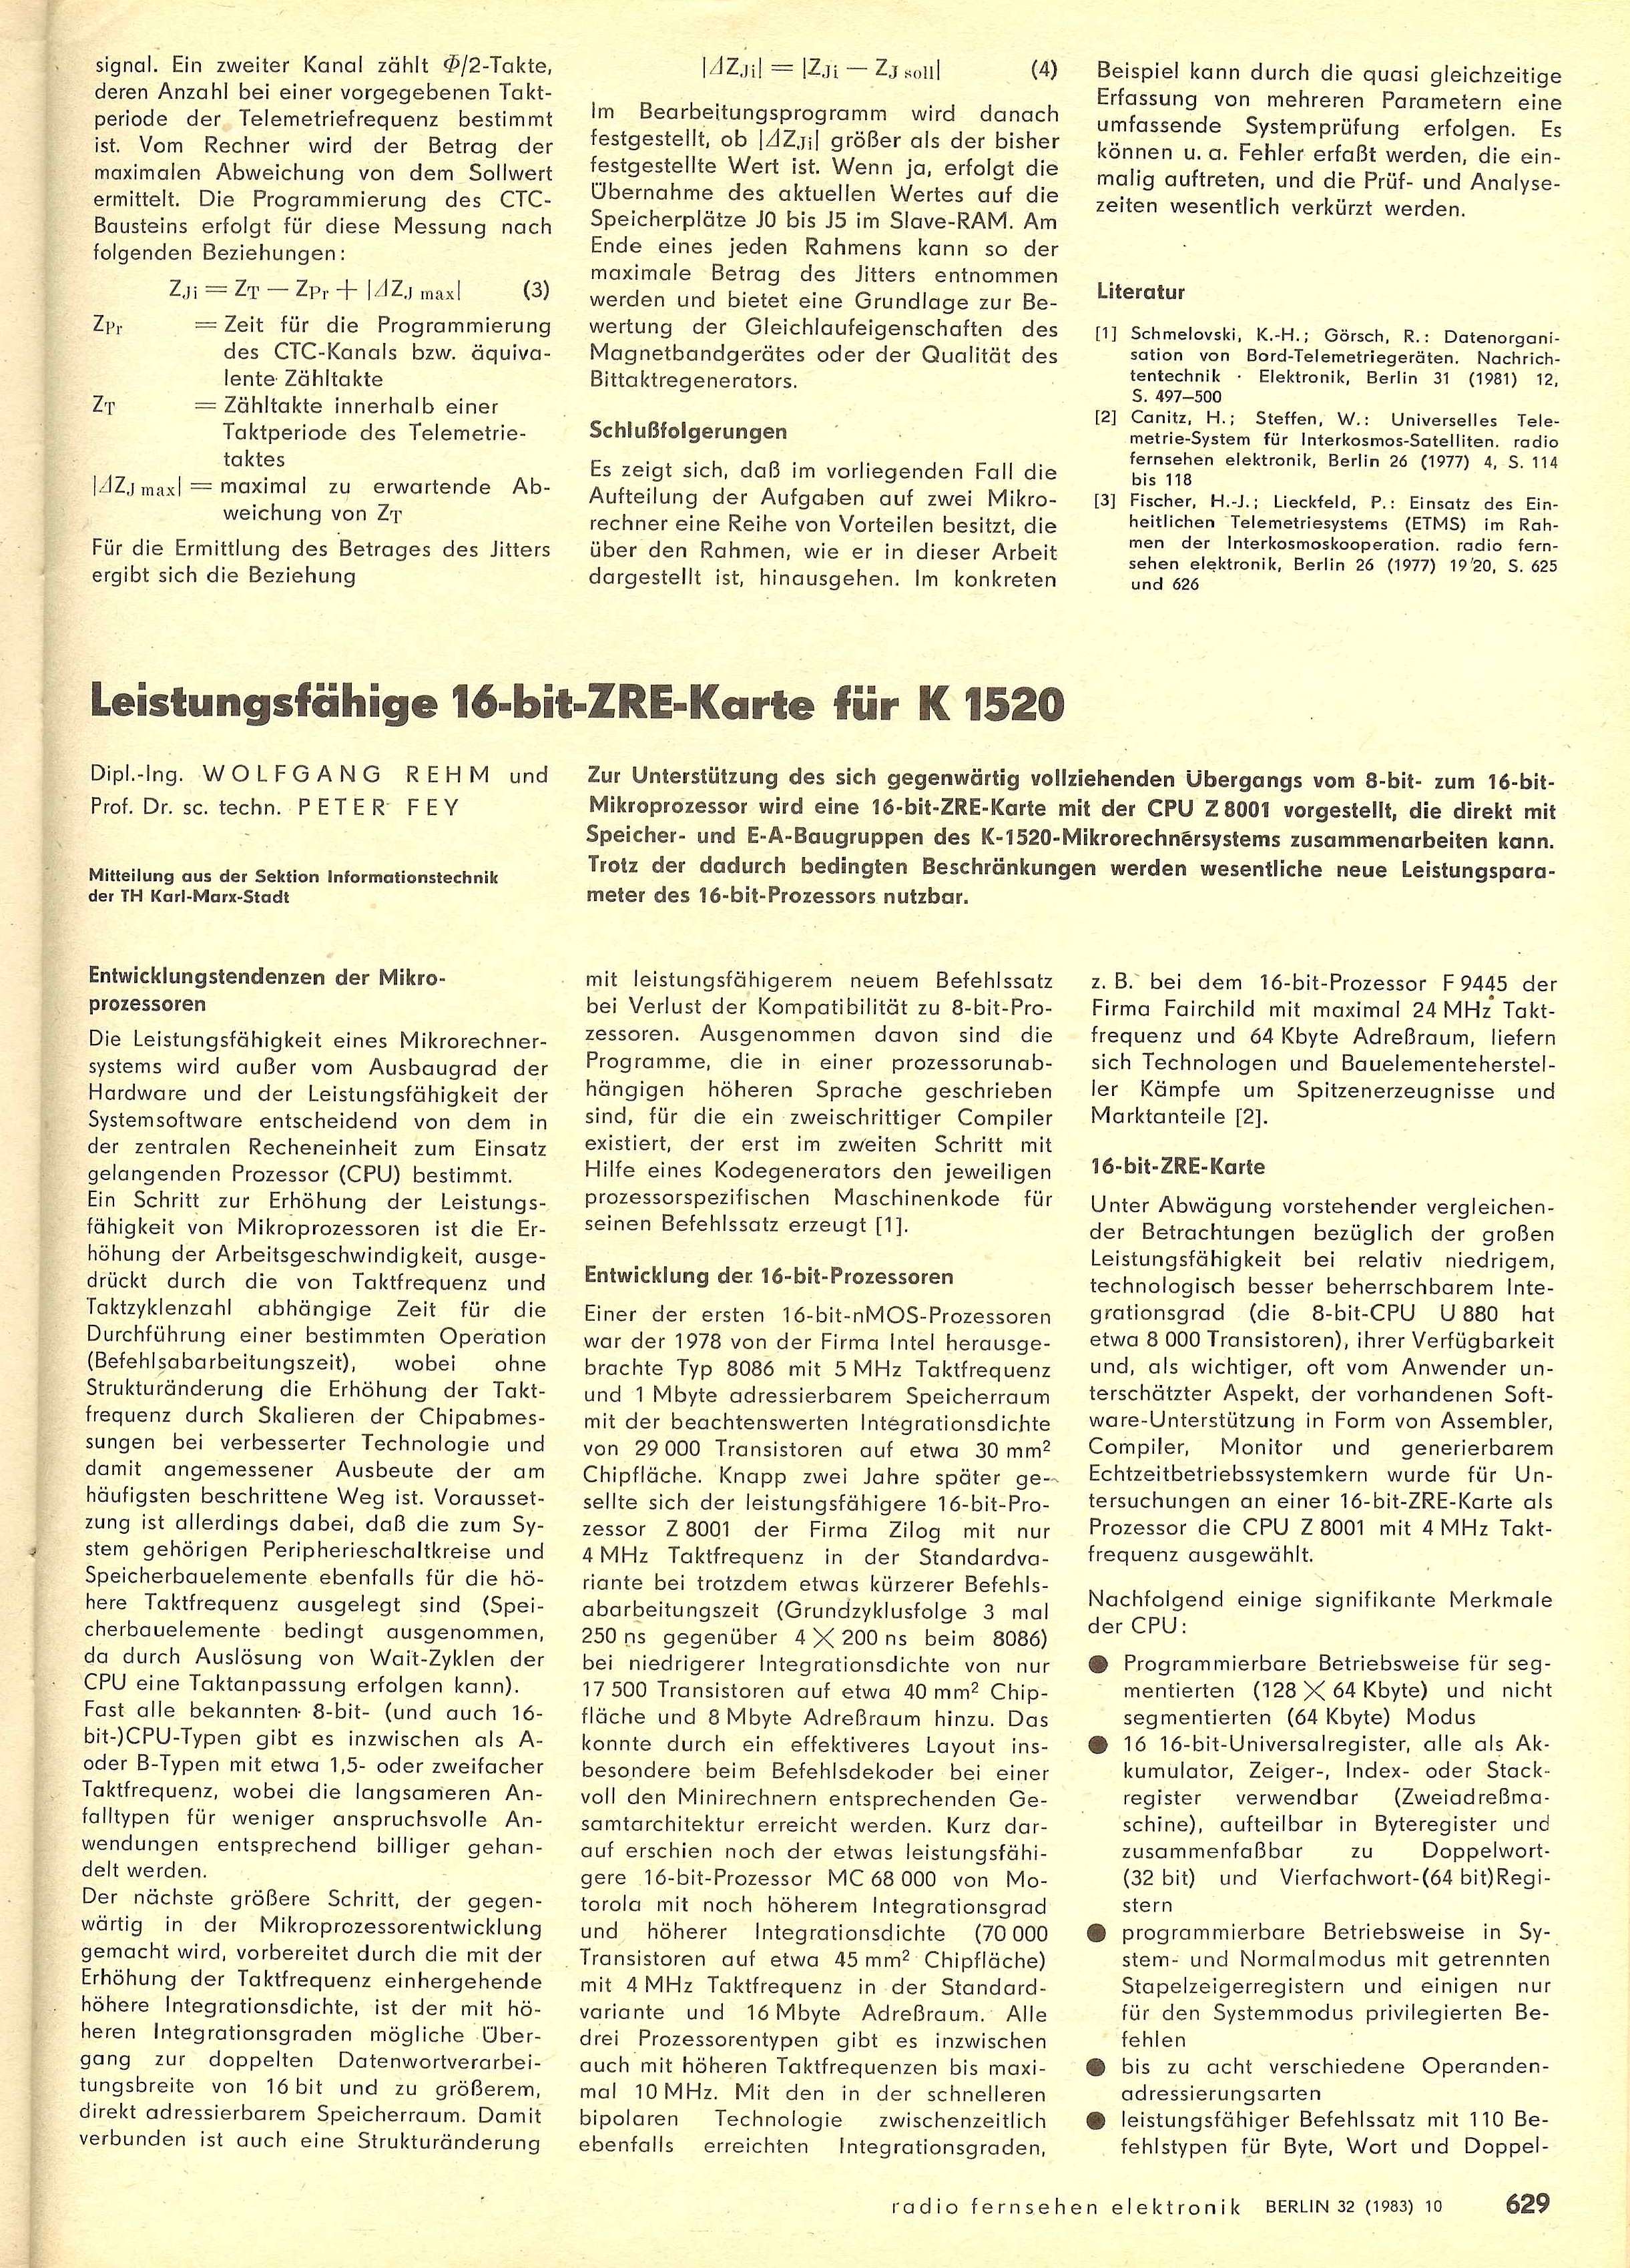 signal. Ein zweiter Kanal zählt Φ/2-Takte,
deren Anzahl bei einer vorgegebenen Takt-
periode der Telemetriefrequenz bestimmt
ist. Vom Rechner wird der Betrag der
maximalen Abweichung von dem Sollwert
ermittelt. Die Programmierung des CTC-
Bausteins erfolgt für diese Messung nach
folgenden Beziehungen:
ZJi = ZT — ZPr + |ΔZJ max| (3)
ZPr = Zeit für die Programmierung
des CTC-Kanals bzw. äquiva-
lente Zähltakte
ZT = Zähltakte innerhalb einer
Taktperiode des Telemetrie-
taktes
|ΔZJ max| = maximal zu erwartende Ab-
weichung von ZT
Für die Ermittlung des Betrages des Jitters
ergibt sich die Beziehung
|ΔZJi| = |ZJi — ZJ soll| (4)
Im Bearbeitungsprogramm wird danach
festgestellt, ob |ΔZJi| größer als der bisher
festgestellte Wert ist. Wenn ja, erfolgt die
Übernahme des aktuellen Wertes auf die
Speicherplätze J0 bis J5 im Slave-RAM. Am
Ende eines jeden Rahmens kann so der
maximale Betrag des Jitters entnommen
werden und bietet eine Grundlage zur Be-
wertung der Gleichlaufeigenschaften des
Magnetbandgerätes oder der Qualität des
Bittaktregenerators.
Schlußfolgerungen
Es zeigt sich, daß im vorliegenden Fall die
Aufteilung der Aufgaben auf zwei Mikro-
rechner eine Reihe von Vorteilen besitzt, die
über den Rahmen, wie er in dieser Arbeit
dargestellt ist, hinausgehen. Im konkreten
Beispiel kann durch die quasi gleichzeitige
Erfassung von mehreren Parametern eine
umfassende Systemprüfung erfolgen. Es
können u. a. Fehler erfaßt werden, die ein-
malig auftreten, und die Prüf- und Analyse-
zeiten wesentlich verkürzt werden.
Literatur
[1] Schmelovski, K.-H.; Görsch, R.: Datenorgani-
sation von Bord-Telemetriegeräten. Nachrich-
tentechnik · Elektronik, Berlin 31 (1981) 12,
S. 497—500
[2] Canitz, H.; Steffen, W.: Universelles Tele-
metrie-System für Interkosmos-Satelliten. radio
fernsehen elektronik, Berlin 26 (1977) 4, S. 114
bis 118
[3] Fischer, H.-J.; Lieckfeld, P.: Einsatz des Ein-
heitlichen Telemetriesystems (ETMS) im Rah-
men der Interkosmoskooperation. radio fern-
sehen elektronik, Berlin 26 (1977) 19/20, S. 625
und 626
Leistungsfähige 16-bit-ZRE-Karte für K 1520
Dipl.-Ing. WOLFGANG REHM und
Prof. Dr. sc. techn. PETER FEY
Mitteilung aus der Sektion Informationstechnik
der TH Karl-Marx-Stadt
Zur Unterstützung des sich gegenwärtig vollziehenden Übergangs vom 8-bit- zum 16-bit-
Mikroprozessor wird eine 16-bit-ZRE-Karte mit der CPU Z 8001 vorgestellt, die direkt mit
Speicher- und E-A-Baugruppen des K-1520-Mikrorechnersystems zusammenarbeiten kann.
Trotz der dadurch bedingten Beschränkungen werden wesentliche neue Leistungspara-
meter des 16-bit-Prozessors nutzbar.
Entwicklungstendenzen der Mikro-
prozessoren
Die Leistungsfähigkeit eines Mikrorechner-
systems wird außer vom Ausbaugrad der
Hardware und der Leistungsfähigkeit der
Systemsoftware entscheidend von dem in
der zentralen Recheneinheit zum Einsatz
gelangenden Prozessor (CPU) bestimmt.
Ein Schritt zur Erhöhung der Leistungs-
fähigkeit von Mikroprozessoren ist die Er-
höhung der Arbeitsgeschwindigkeit, ausge-
drückt durch die von Taktfrequenz und
Taktzyklenzahl abhängige Zeit für die
Durchführung einer bestimmten Operation
(Befehlsabarbeitungszeit), wobei ohne
Strukturänderung die Erhöhung der Takt-
frequenz durch Skalieren der Chipabmes-
sungen bei verbesserter Technologie und
damit angemessener Ausbeute der am
häufigsten beschrittene Weg ist. Vorausset-
zung ist allerdings dabei, daß die zum Sy-
stem gehörigen Peripherieschaltkreise und
Speicherbauelemente ebenfalls für die hö-
here Taktfrequenz ausgelegt sind (Spei-
cherbauelemente bedingt ausgenommen,
da durch Auslösung von Wait-Zyklen der
CPU eine Taktanpassung erfolgen kann).
Fast alle bekannten 8-bit- (und auch 16-
bit-)CPU-Typen gibt es inzwischen als A-
oder B-Typen mit etwa 1,5- oder zweifacher
Taktfrequenz, wobei die langsameren An-
falltypen für weniger anspruchsvolle An-
wendungen entsprechend billiger gehan-
delt werden.
Der nächste größere Schritt, der gegen-
wärtig in der Mikroprozessorentwicklung
gemacht wird, vorbereitet durch die mit der
Erhöhung der Taktfrequenz einhergehende
höhere Integrationsdichte, ist der mit hö-
heren Integrationsgraden mögliche Über-
gang zur doppelten Datenwortverarbei-
tungsbreite von 16 bit und zu größerem,
direkt adressierbarem Speicherraum. Damit
verbunden ist auch eine Strukturänderung
mit leistungsfähigerem neuem Befehlssatz
bei Verlust der Kompatibilität zu 8-bit-Pro-
zessoren. Ausgenommen davon sind die
Programme, die in einer prozessorunab-
hängigen höheren Sprache geschrieben
sind, für die ein zweischrittiger Compiler
existiert, der erst im zweiten Schritt mit
Hilfe eines Kodegenerators den jeweiligen
prozessorspezifischen Maschinenkode für
seinen Befehlssatz erzeugt [1].
Entwicklung der 16-bit-Prozessoren
Einer der ersten 16-bit-nMOS-Prozessoren
war der 1978 von der Firma Intel herausge-
brachte Typ 8086 mit 5 MHz Taktfrequenz
und 1 Mbyte adressierbarem Speicherraum
mit der beachtenswerten Integrationsdichte
von 29 000 Transistoren auf etwa 30 mm²
Chipfläche. Knapp zwei Jahre später ge-
sellte sich der leistungsfähigere 16-bit-Pro-
zessor Z 8001 der Firma Zilog mit nur
4 MHz Taktfrequenz in der Standardva-
riante bei trotzdem etwas kürzerer Befehls-
abarbeitungszeit (Grundzyklusfolge 3 mal
250 ns gegenüber 4 × 200 ns beim 8086)
bei niedrigerer Integrationsdichte von nur
17 500 Transistoren auf etwa 40 mm² Chip-
fläche und 8 Mbyte Adreßraum hinzu. Das
konnte durch ein effektiveres Layout ins-
besondere beim Befehlsdekoder bei einer
voll den Minirechnern entsprechenden Ge-
samtarchitektur erreicht werden. Kurz dar-
auf erschien noch der etwas leistungsfähi-
gere 16-bit-Prozessor MC 68 000 von Mo-
torola mit noch höherem Integrationsgrad
und höherer Integrationsdichte (70 000
Transistoren auf etwa 45 mm² Chipfläche)
mit 4 MHz Taktfrequenz in der Standard-
variante und 16 Mbyte Adreßraum. Alle
drei Prozessorentypen gibt es inzwischen
auch mit höheren Taktfrequenzen bis maxi-
mal 10 MHz. Mit den in der schnelleren
bipolaren Technologie zwischenzeitlich
ebenfalls erreichten Integrationsgraden,
z. B. bei dem 16-bit-Prozessor F 9445 der
Firma Fairchild mit maximal 24 MHz Takt-
frequenz und 64 Kbyte Adreßraum, liefern
sich Technologen und Bauelementeherstel-
ler Kämpfe um Spitzenerzeugnisse und
Marktanteile [2].
16-bit-ZRE-Karte
Unter Abwägung vorstehender vergleichen-
der Betrachtungen bezüglich der großen
Leistungsfähigkeit bei relativ niedrigem,
technologisch besser beherrschbarem Inte-
grationsgrad (die 8-bit-CPU U 880 hat
etwa 8 000 Transistoren), ihrer Verfügbarkeit
und, als wichtiger, oft vom Anwender un-
terschätzter Aspekt, der vorhandenen Soft-
ware-Unterstützung in Form von Assembler,
Compiler, Monitor und generierbarem
Echtzeitbetriebssystemkern wurde für Un-
tersuchungen an einer 16-bit-ZRE-Karte als
Prozessor die CPU Z 8001 mit 4 MHz Takt-
frequenz ausgewählt.
Nachfolgend einige signifikante Merkmale
der CPU:
● Programmierbare Betriebsweise für seg-
mentierten (128 × 64 Kbyte) und nicht
segmentierten (64 Kbyte) Modus
● 16 16-bit-Universalregister, alle als Ak-
kumulator, Zeiger-, Index- oder Stack-
register verwendbar (Zweiadreßma-
schine), aufteilbar in Byteregister und
zusammenfaßbar zu Doppelwort-
(32 bit) und Vierfachwort-(64 bit)Regi-
stern
● programmierbare Betriebsweise in Sy-
stem- und Normalmodus mit getrennten
Stapelzeigerregistern und einigen nur
für den Systemmodus privilegierten Be-
fehlen
● bis zu acht verschiedene Operanden-
adressierungsarten
● leistungsfähiger Befehlssatz mit 110 Be-
fehlstypen für Byte, Wort und Doppel-
radio fernsehen elektronik BERLIN 32 (1983) 10 629